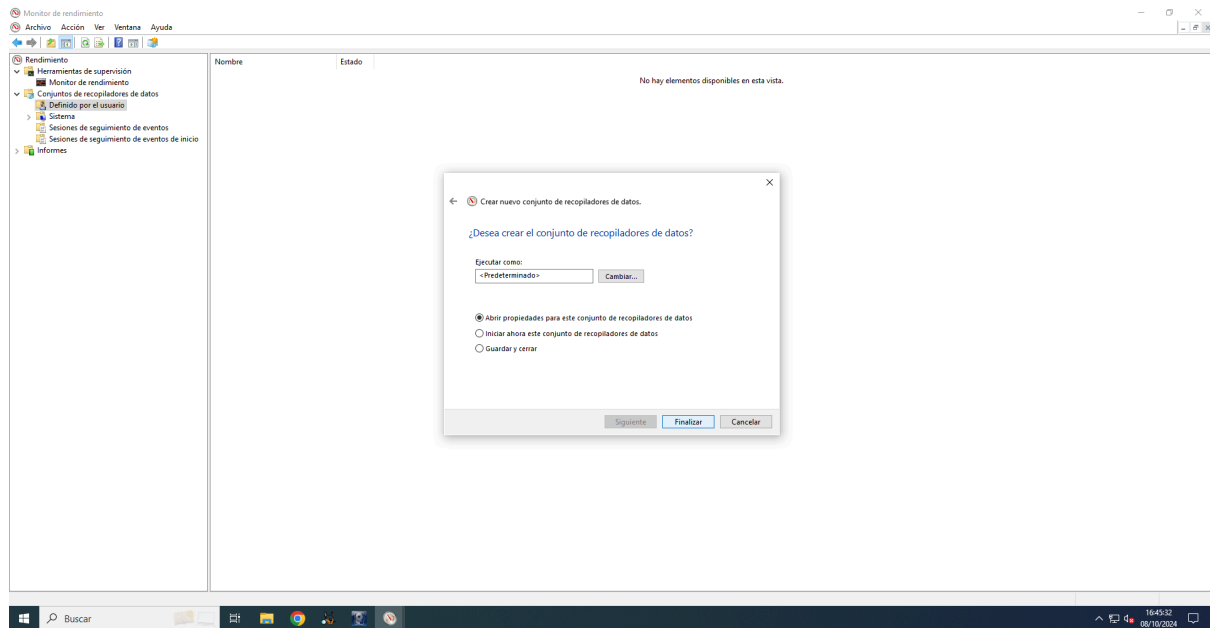 Monitor de rendimiento
Archivo Acción Ver Ventana Ayuda
Rendimiento
Herramientas de supervisión
Monitor de rendimiento
Conjuntos de recopiladores de datos
Definido por el usuario
Sistema
Sesiones de seguimiento de eventos
Sesiones de seguimiento de eventos de inicio
Informes
Nombre Estado
No hay elementos disponibles en esta vista.
Crear nuevo conjunto de recopiladores de datos.
¿Desea crear el conjunto de recopiladores de datos?
Ejecutar como:
<Predeterminado> Cambiar...
Abrir propiedades para este conjunto de recopiladores de datos
Iniciar ahora este conjunto de recopiladores de datos
Guardar y cerrar
Siguiente Finalizar Cancelar
Buscar
16:45:32
08/10/2024